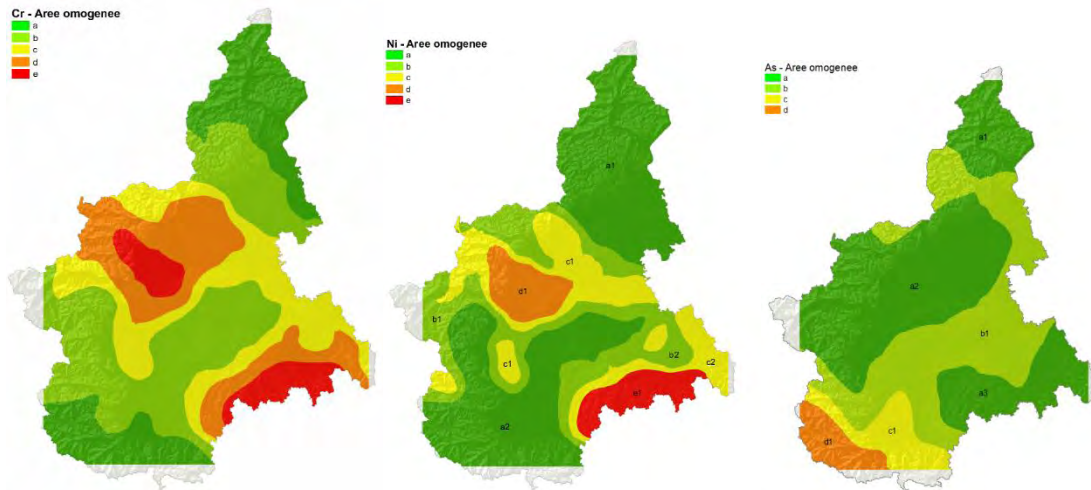 Cr - Aree omogenee
a
b
c
d
e
Ni - Aree omogenee
a
b
c
d
e
a1
c1
d1
b1
c1
b2
c2
e1
a2
As - Aree omogenee
a
b
c
d
a1
a2
b1
a3
c1
d1